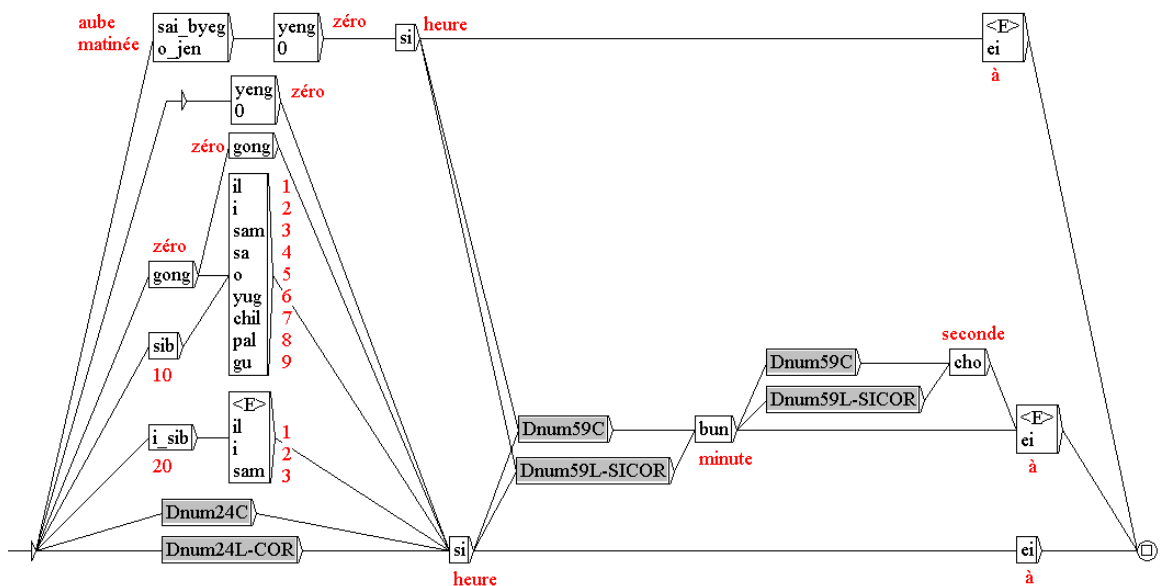 aube
matinée
sai_byeg
o_jen
yeng
0
zéro
si
heure
<E>
ei
à
yeng
0
zéro
zéro
gong
il
i
sam
sa
o
yug
chil
pal
gu
1
2
3
4
5
6
7
8
9
zéro
gong
sib
10
<E>
il
i
sam
1
2
3
i_sib
20
Dnum24C
Dnum24L-COR
si
heure
Dnum59C
Dnum59L-SICOR
bun
minute
Dnum59C
Dnum59L-SICOR
seconde
cho
<E>
ei
à
ei
à